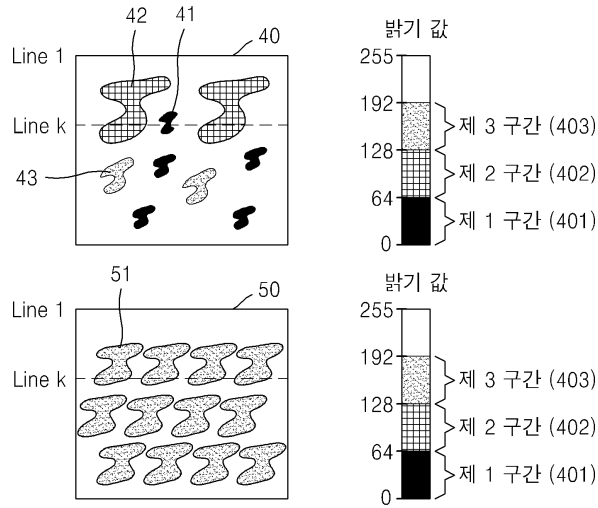 42
41
40
Line 1
Line k
43
밝기 값
255
192
제 3 구간 (403)
128
제 2 구간 (402)
64
제 1 구간 (401)
0
51
50
Line 1
Line k
밝기 값
255
192
제 3 구간 (403)
128
제 2 구간 (402)
64
제 1 구간 (401)
0